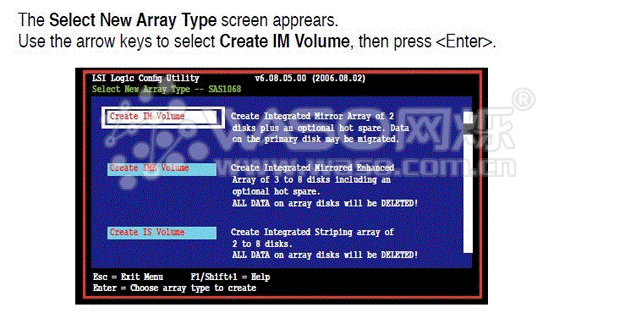 The Select New Array Type screen apprears.
Use the arrow keys to select Create IM Volume, then press <Enter>.
LSI Logic Config Utility v6.08.05.00 (2006.08.02)
Select New Array Type -- SAS1068
Create IM Volume
Create Integrated Mirror Array of 2
disks plus an optional hot spare. Data
on the primary disk may be migrated.
Create IME Volume
Create Integrated Mirrored Enhanced
Array of 3 to 8 disks including an
optional hot spare.
ALL DATA on array disks will be DELETED!
Create IS Volume
Create Integrated Striping array of
2 to 8 disks.
ALL DATA on array disks will be DELETED!
Esc = Exit Menu F1/Shift+1 = Help
Enter = Choose array type to create
网烁
®